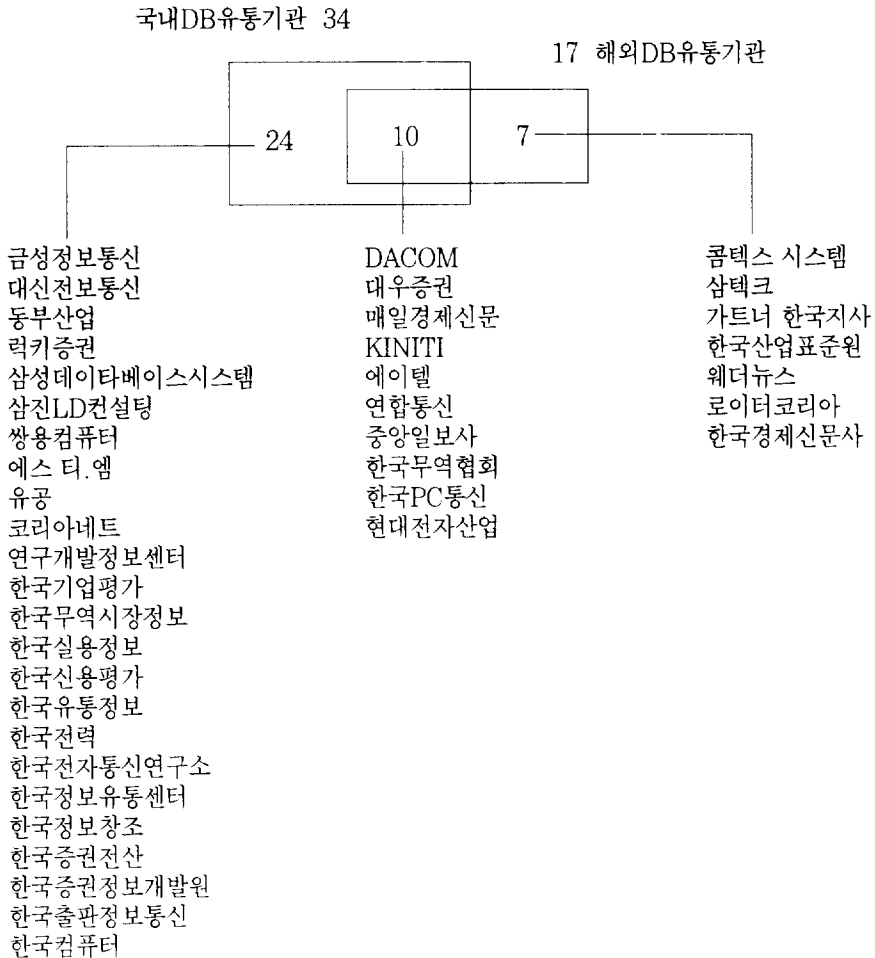 국내DB유통기관 34
17 해외DB유통기관
24
10
7
금성정보통신
대신전보통신
동부산업
럭키증권
삼성데이타베이스시스템
삼진LD컨설팅
쌍용컴퓨터
에스 티.엠
유공
코리아네트
연구개발정보센터
한국기업평가
한국무역시장정보
한국실용정보
한국신용평가
한국유통정보
한국전력
한국전자통신연구소
한국정보유통센터
한국정보창조
한국증권전산
한국증권정보개발원
한국출판정보통신
한국컴퓨터
DACOM
대우증권
매일경제신문
KINITI
에이텔
연합통신
중앙일보사
한국무역협회
한국PC통신
현대전자산업
콤텍스 시스템
삼테크
가트너 한국지사
한국산업표준원
웨더뉴스
로이터코리아
한국경제신문사